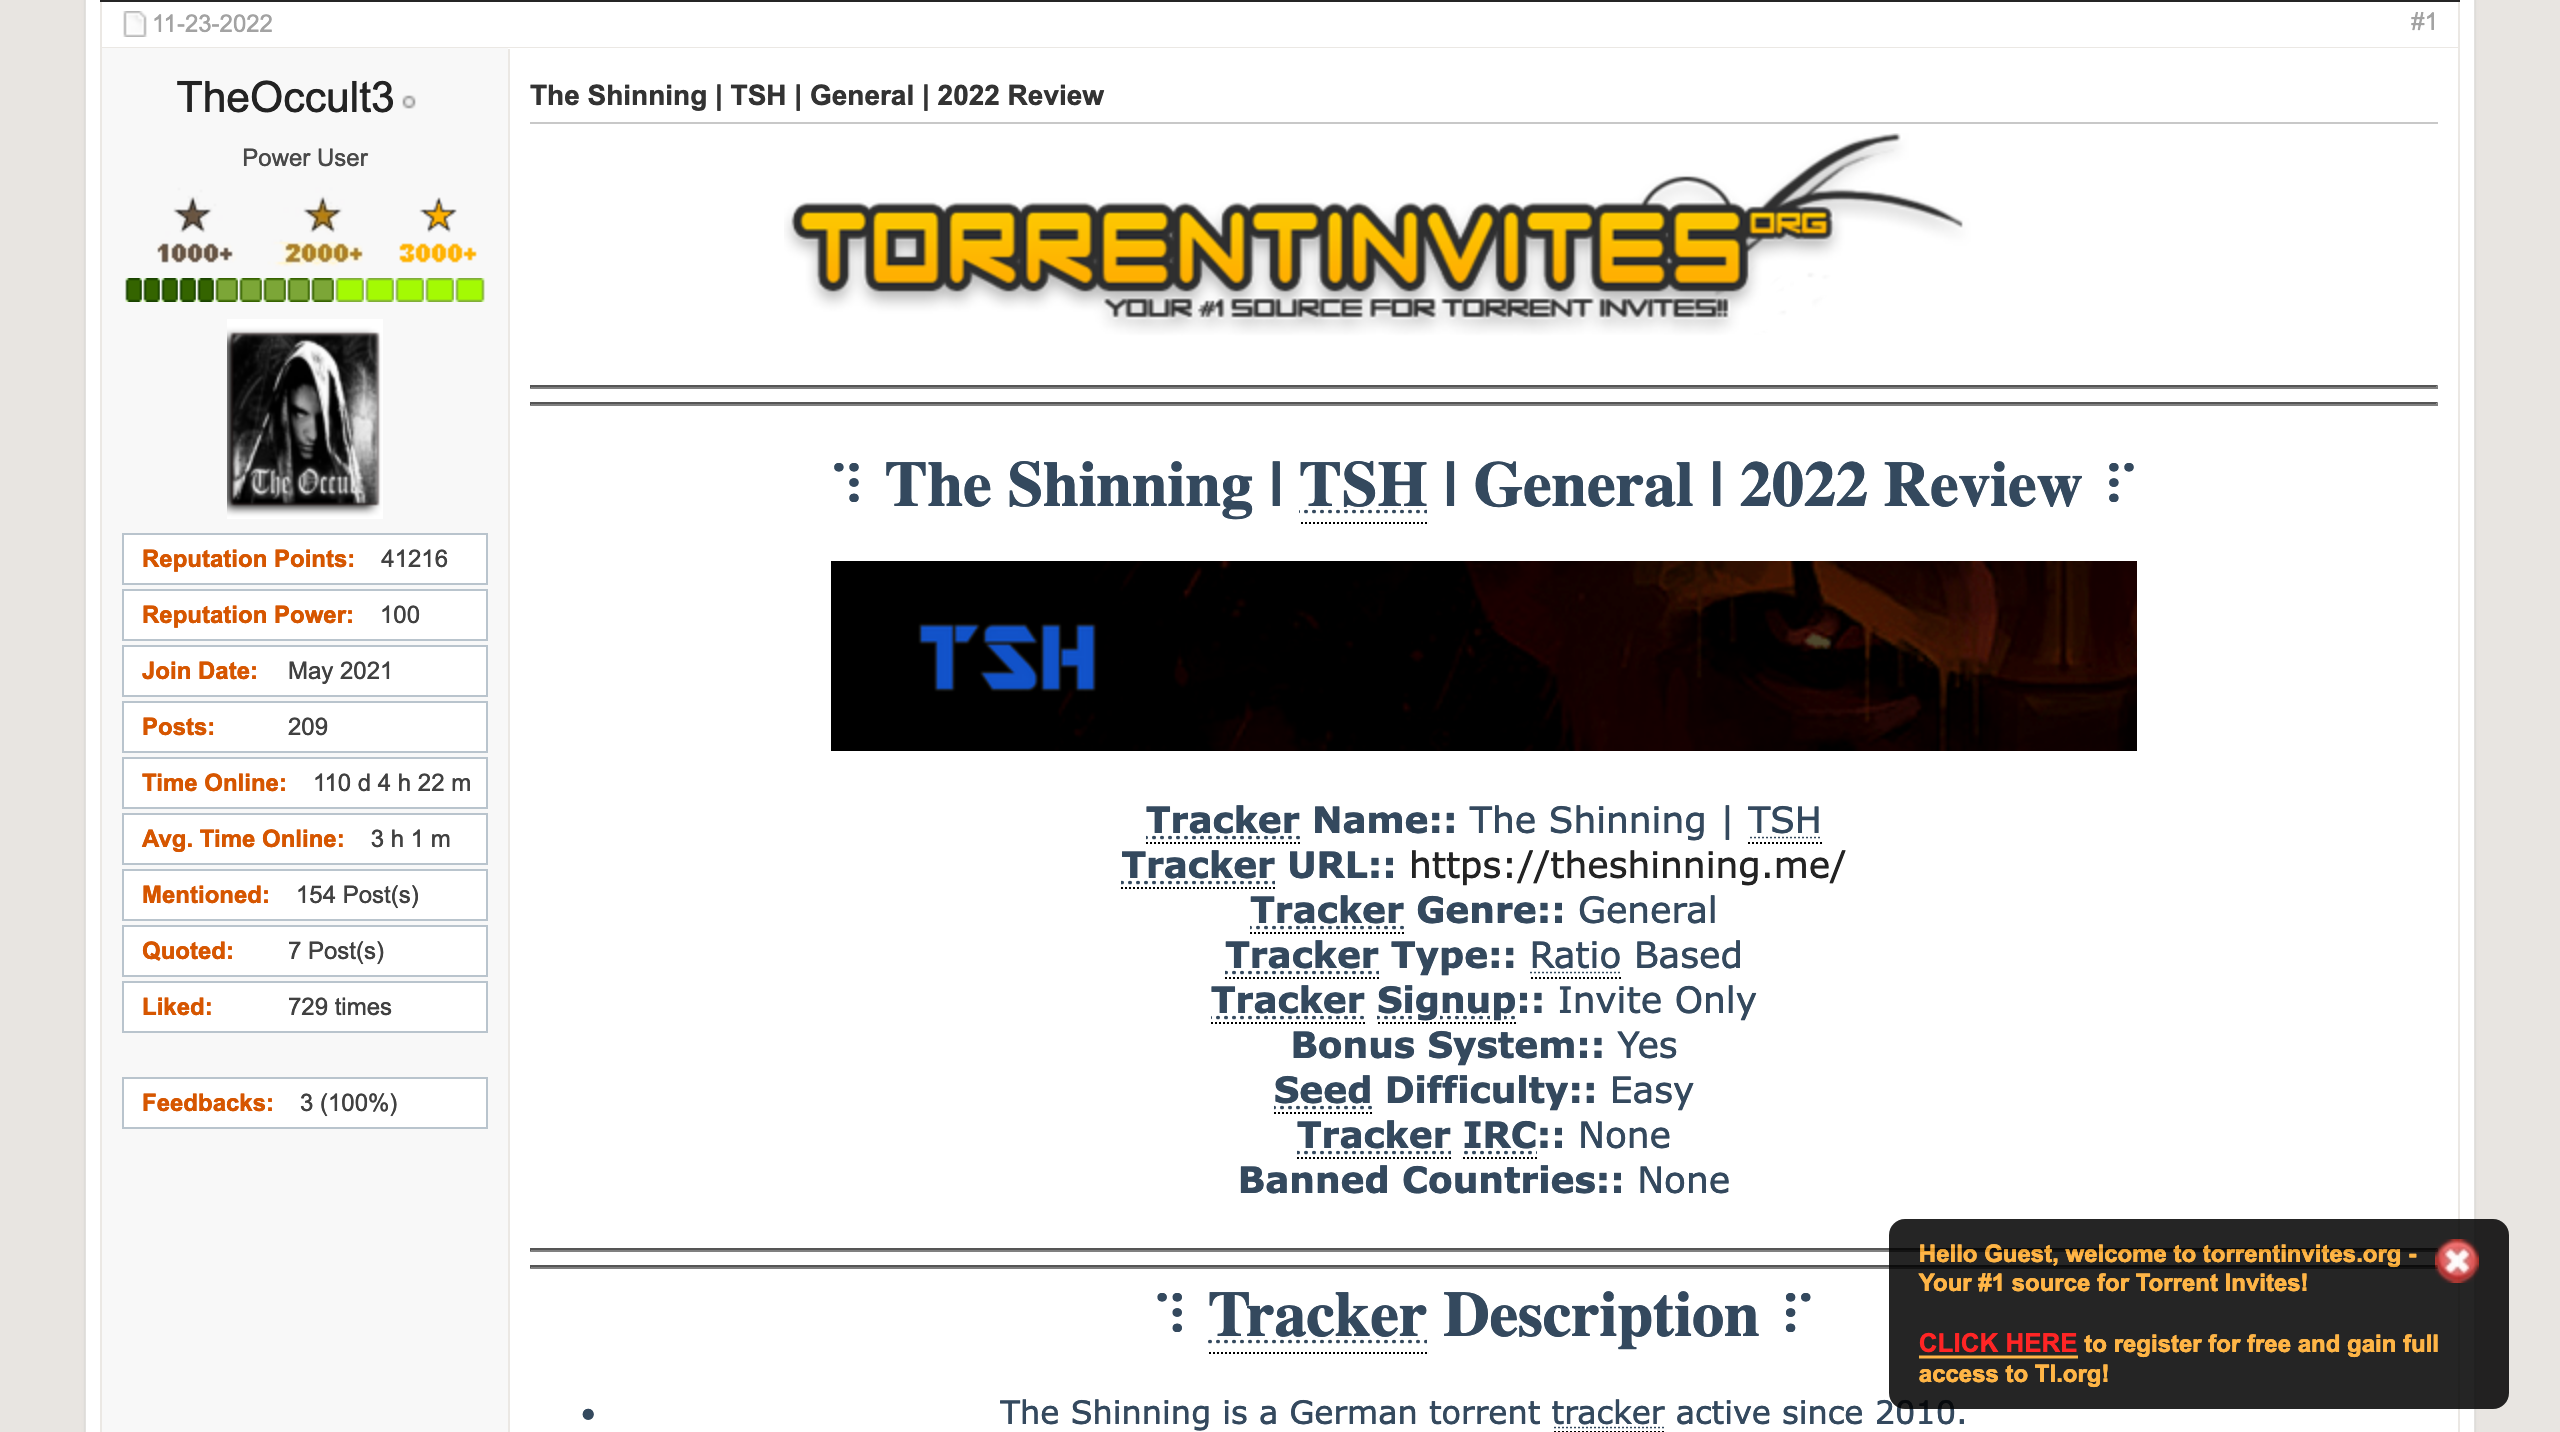 11-23-2022
#1
TheOccult3
Power User
1000+ 2000+ 3000+
The Occu
Reputation Points: 41216
Reputation Power: 100
Join Date: May 2021
Posts: 209
Time Online: 110 d 4 h 22 m
Avg. Time Online: 3 h 1 m
Mentioned: 154 Post(s)
Quoted: 7 Post(s)
Liked: 729 times
Feedbacks: 3 (100%)
The Shinning | TSH | General | 2022 Review
TORRENTINVITES ORG
YOUR #1 SOURCE FOR TORRENT INVITES!!
The Shinning | TSH | General | 2022 Review
TSH
Tracker Name:: The Shinning | TSH
Tracker URL:: https://theshinning.me/
Tracker Genre:: General
Tracker Type:: Ratio Based
Tracker Signup:: Invite Only
Bonus System:: Yes
Seed Difficulty:: Easy
Tracker IRC:: None
Banned Countries:: None
Tracker Description
• The Shinning is a German torrent tracker active since 2010.
Hello Guest, welcome to torrentinvites.org -
Your #1 source for Torrent Invites!
CLICK HERE to register for free and gain full
access to TI.org!